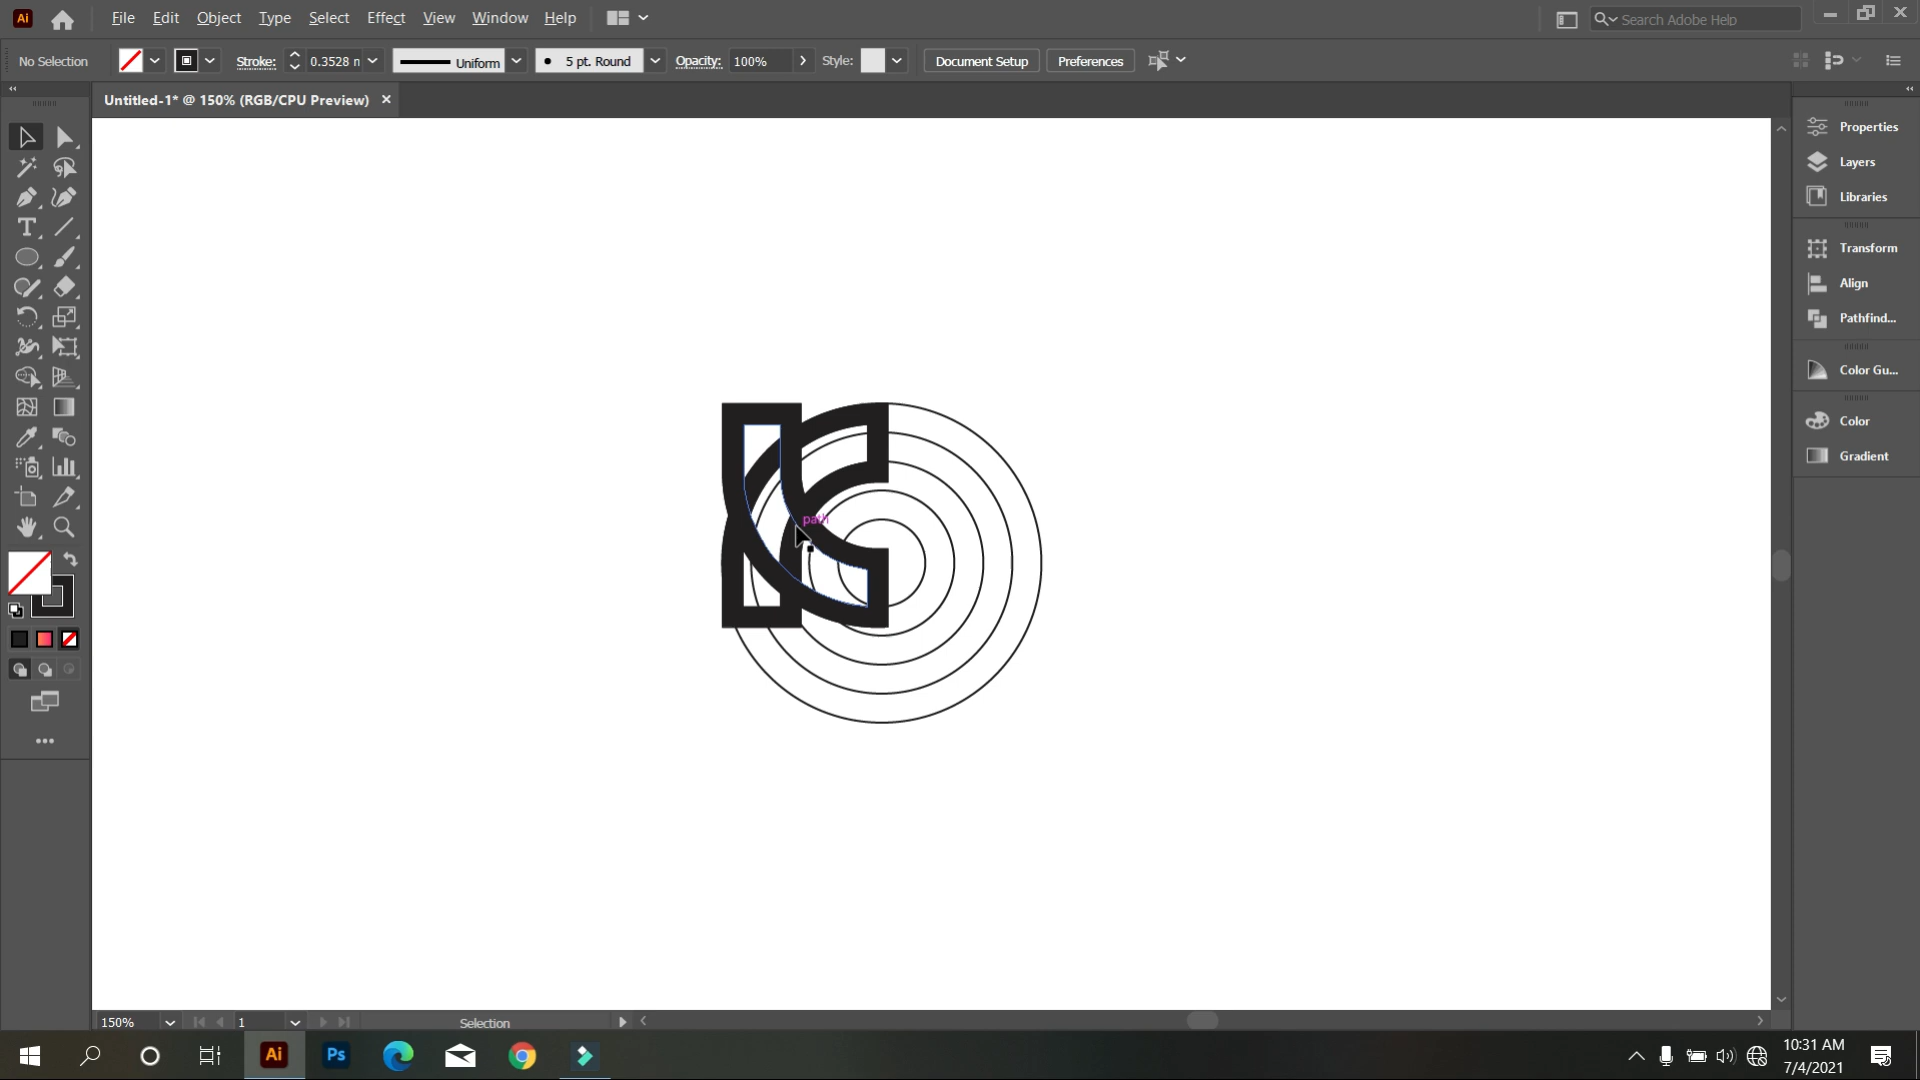 Ai File Edit Object Type Select Effect View Window Help Search Adobe Help
No Selection Stroke: 0.3528 n Uniform 5 pt. Round Opacity: 100% Style: Document Setup Preferences
Untitled-1* @ 150% (RGB/CPU Preview)
Properties
Layers
Libraries
Transform
Align
Pathfind...
Color Gu...
Color
Gradient
path
150% 1 Selection
Ai Ps 10:31 AM
7/4/2021